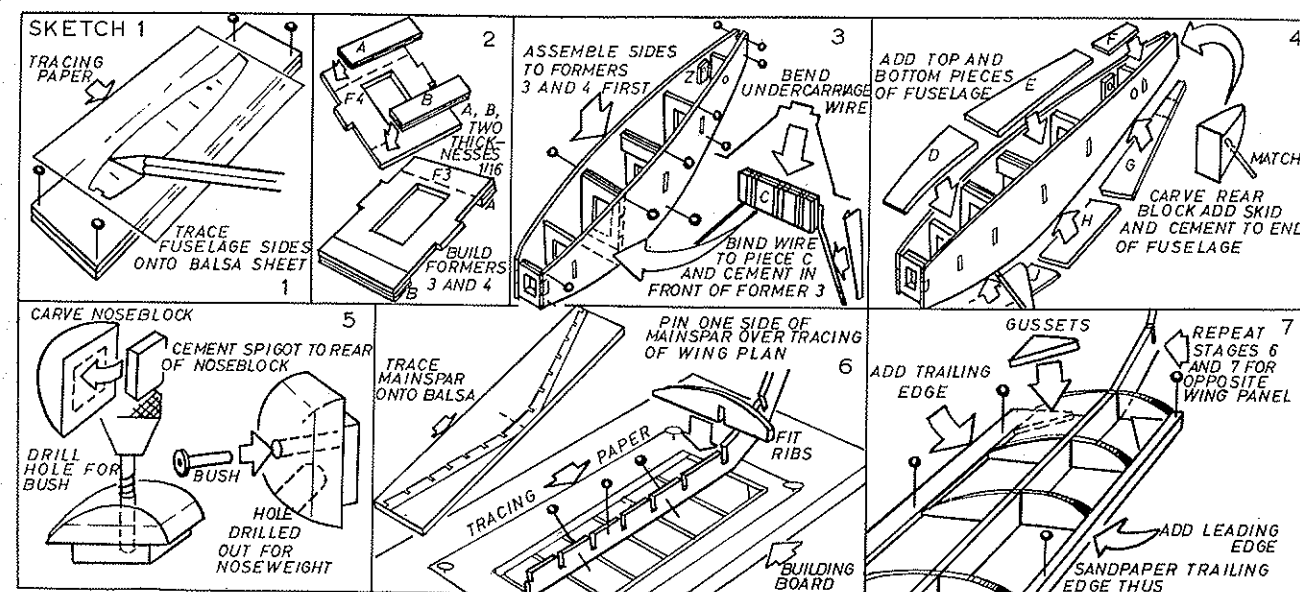 SKETCH 1
TRACING
PAPER
TRACE
FUSELAGE SIDES
ONTO BALSA SHEET
1
2
A
F4
B
A, B,
TWO
THICK-
NESSES
1/16
F3
A
BUILD
FORMERS
3 AND 4
B
3
ASSEMBLE SIDES
TO FORMERS
3 AND 4 FIRST
BEND
UNDERCARRIAGE
WIRE
C
BIND WIRE
TO PIECE C
AND CEMENT IN
FRONT OF FORMER 3
4
ADD TOP AND
BOTTOM PIECES
OF FUSELAGE
F
E
D
G
H
MATCH
CARVE REAR
BLOCK ADD SKID
AND CEMENT TO END
OF FUSELAGE
5
CARVE NOSEBLOCK
CEMENT SPIGOT TO REAR
OF NOSEBLOCK
DRILL
HOLE FOR
BUSH
BUSH
HOLE
DRILLED
OUT FOR
NOSEWEIGHT
6
PIN ONE SIDE OF
MAINSPAR OVER TRACING
OF WING PLAN
TRACE
MAINSPAR
ONTO BALSA
FIT
RIBS
TRACING PAPER
BUILDING
BOARD
7
GUSSETS
REPEAT
STAGES 6
AND 7 FOR
OPPOSITE
WING PANEL
ADD TRAILING
EDGE
ADD LEADING
EDGE
SANDPAPER TRAILING
EDGE THUS